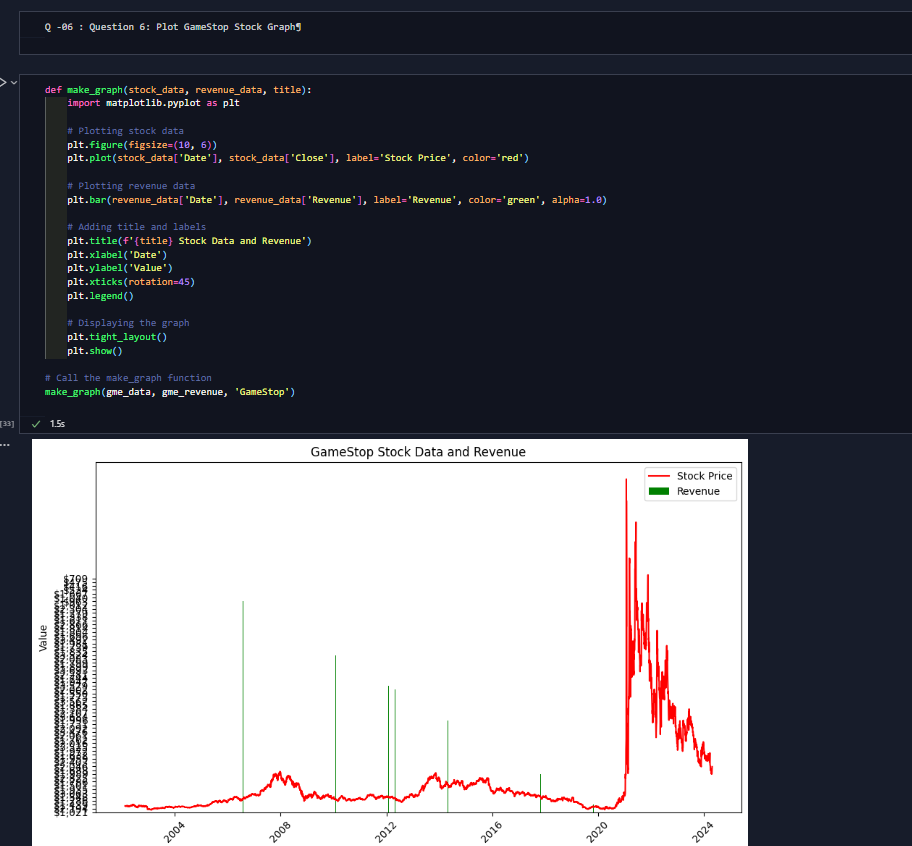 Q -06 : Question 6: Plot GameStop Stock Graph¶
def make_graph(stock_data, revenue_data, title):
import matplotlib.pyplot as plt
# Plotting stock data
plt.figure(figsize=(10, 6))
plt.plot(stock_data['Date'], stock_data['Close'], label='Stock Price', color='red')
# Plotting revenue data
plt.bar(revenue_data['Date'], revenue_data['Revenue'], label='Revenue', color='green', alpha=1.0)
# Adding title and labels
plt.title(f'{title} Stock Data and Revenue')
plt.xlabel('Date')
plt.ylabel('Value')
plt.xticks(rotation=45)
plt.legend()
# Displaying the graph
plt.tight_layout()
plt.show()
# Call the make_graph function
make_graph(gme_data, gme_revenue, 'GameStop')
[33]
1.5s
GameStop Stock Data and Revenue
Stock Price
Revenue
Value
$709
$1,021
2004
2008
2012
2016
2020
2024